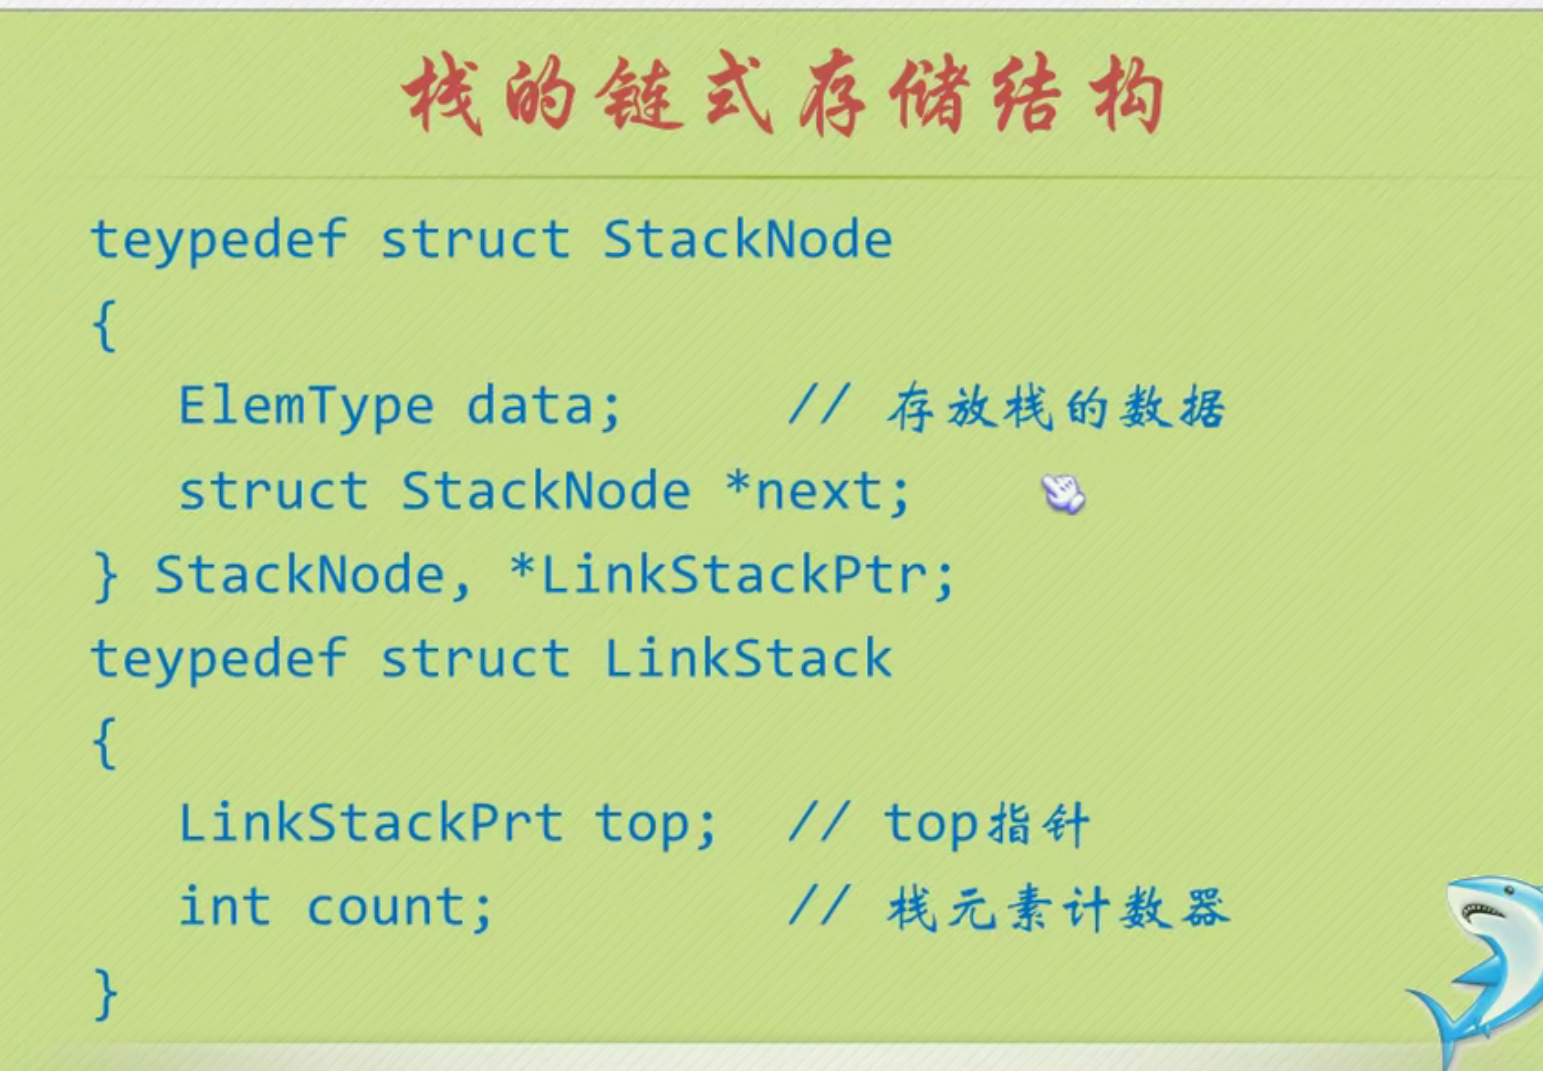 栈的链式存储结构
teypedef struct StackNode
{
ElemType data; // 存放栈的数据
struct StackNode *next;
} StackNode, *LinkStackPtr;
teypedef struct LinkStack
{
LinkStackPrt top; // top指针
int count; // 栈元素计数器
}